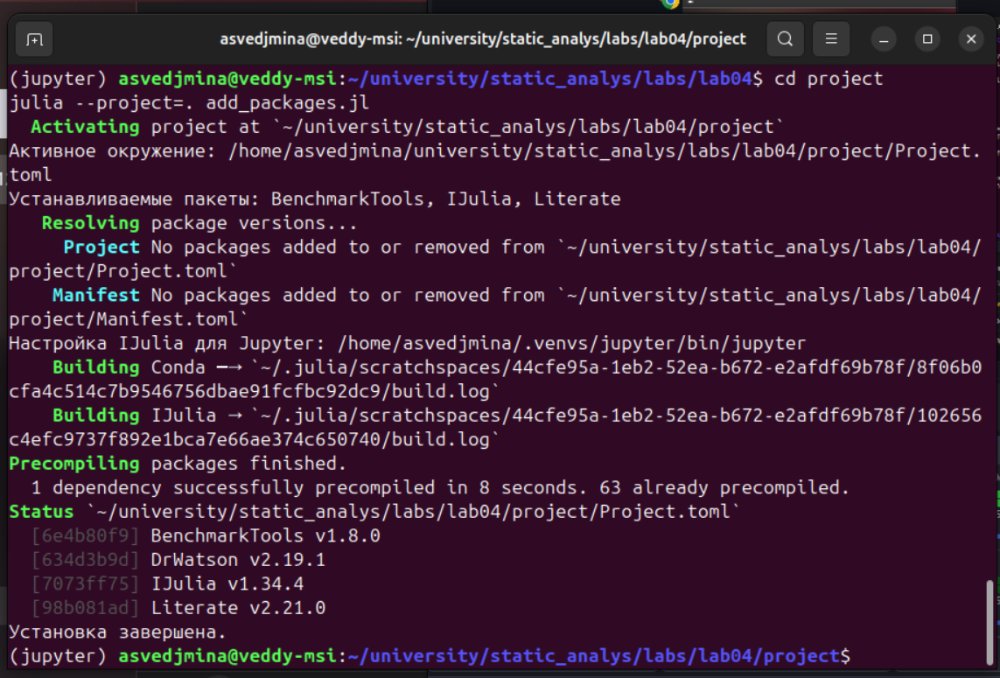 asvedjmina@veddy-msi: ~/university/static_analys/labs/lab04/project
(jupyter) asvedjmina@veddy-msi:~/university/static_analys/labs/lab04$ cd project
julia --project=. add_packages.jl
Activating project at `~/university/static_analys/labs/lab04/project`
Активное окружение: /home/asvedjmina/university/static_analys/labs/lab04/project/Project.
toml
Устанавливаемые пакеты: BenchmarkTools, IJulia, Literate
Resolving package versions...
Project No packages added to or removed from `~/university/static_analys/labs/lab04/
project/Project.toml`
Manifest No packages added to or removed from `~/university/static_analys/labs/lab04/
project/Manifest.toml`
Настройка IJulia для Jupyter: /home/asvedjmina/.venvs/jupyter/bin/jupyter
Building Conda ─→ `~/.julia/scratchspaces/44cfe95a-1eb2-52ea-b672-e2afdf69b78f/8f06b0
cfa4c514c7b9546756dbae91fcfbc92dc9/build.log`
Building IJulia → `~/.julia/scratchspaces/44cfe95a-1eb2-52ea-b672-e2afdf69b78f/102656
c4efc9737f892e1bca7e66ae374c650740/build.log`
Precompiling packages finished.
1 dependency successfully precompiled in 8 seconds. 63 already precompiled.
Status `~/university/static_analys/labs/lab04/project/Project.toml`
[6e4b80f9] BenchmarkTools v1.8.0
[634d3b9d] DrWatson v2.19.1
[7073ff75] IJulia v1.34.4
[98b081ad] Literate v2.21.0
Установка завершена.
(jupyter) asvedjmina@veddy-msi:~/university/static_analys/labs/lab04/project$